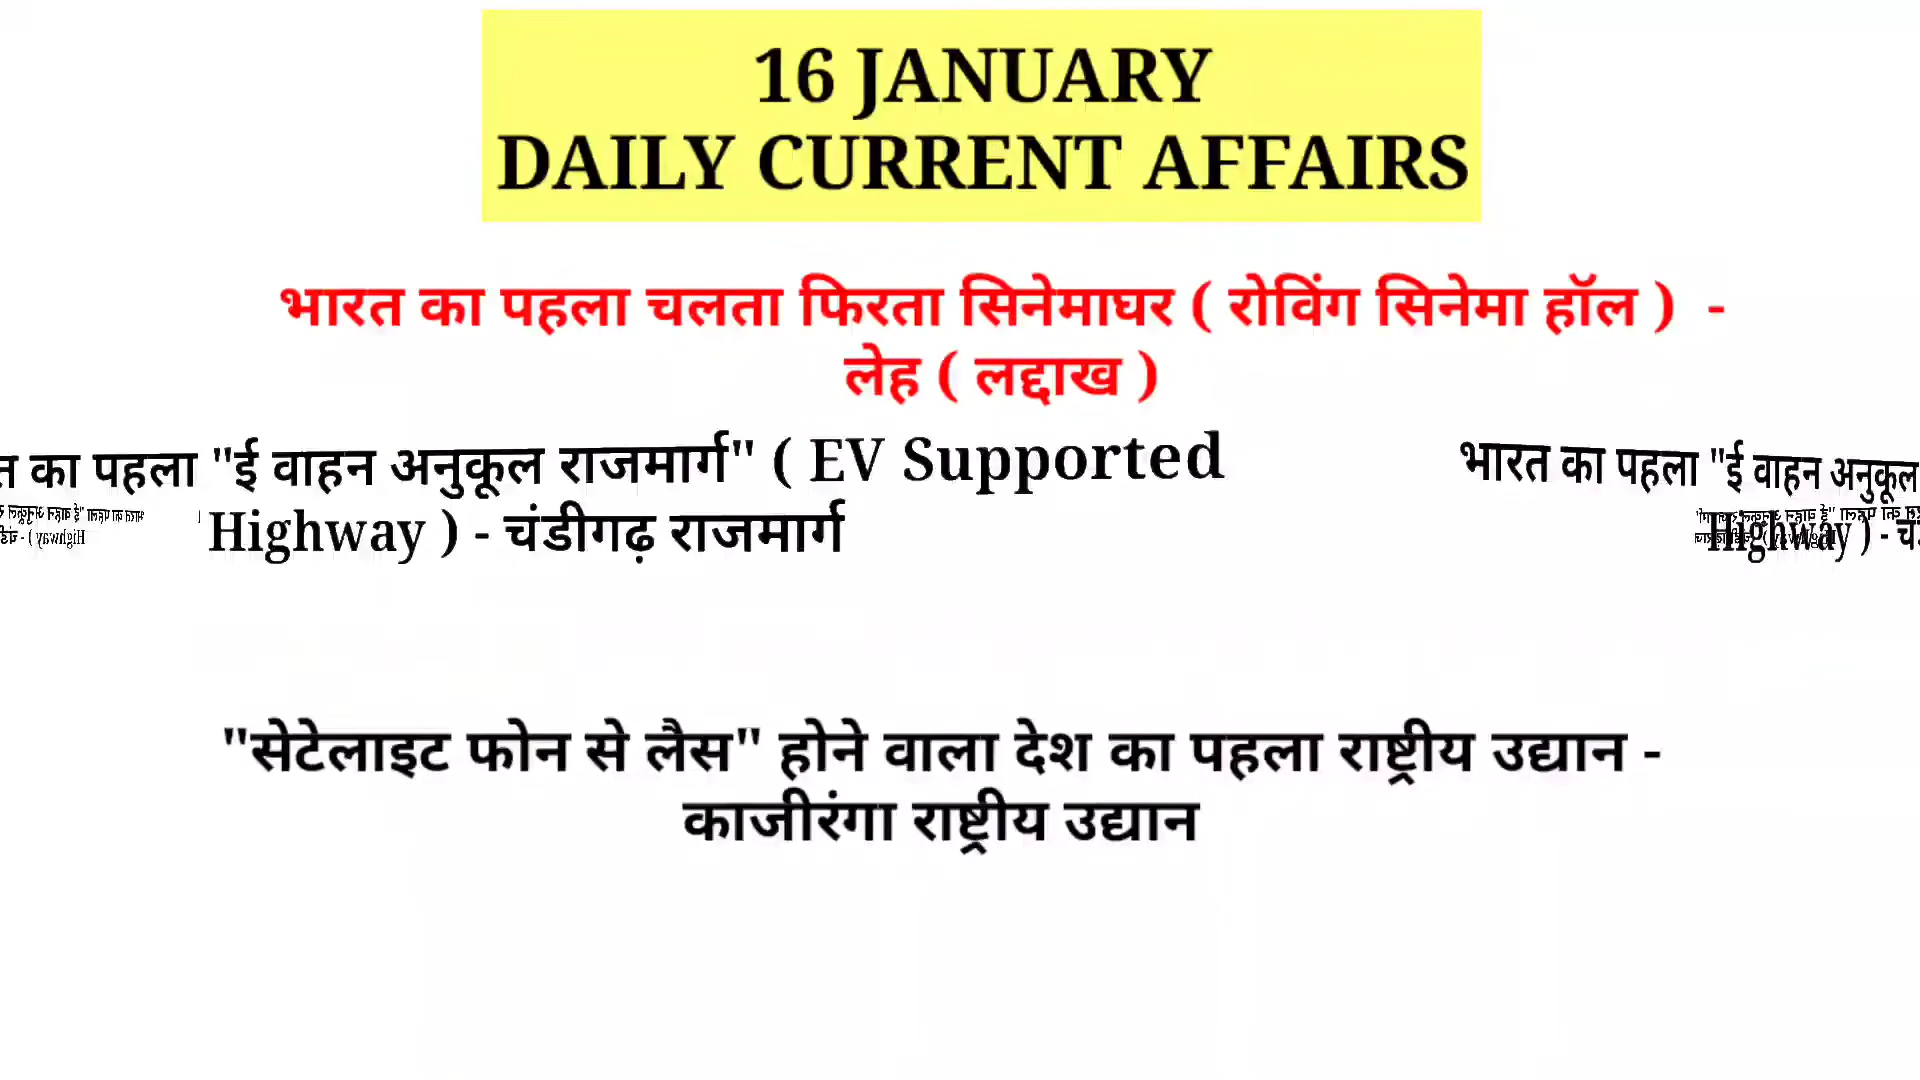 16 JANUARY
DAILY CURRENT AFFAIRS
भारत का पहला चलता फिरता सिनेमाघर ( रोविंग सिनेमा हॉल ) -
लेह ( लद्दाख )
त का पहला "ई वाहन अनुकूल राजमार्ग" ( EV Supported
Highway ) - चंडीगढ़ राजमार्ग
भारत का पहला "ई वाहन अनुकूल
Highway ) - चं
"सेटेलाइट फोन से लैस" होने वाला देश का पहला राष्ट्रीय उद्यान -
काजीरंगा राष्ट्रीय उद्यान